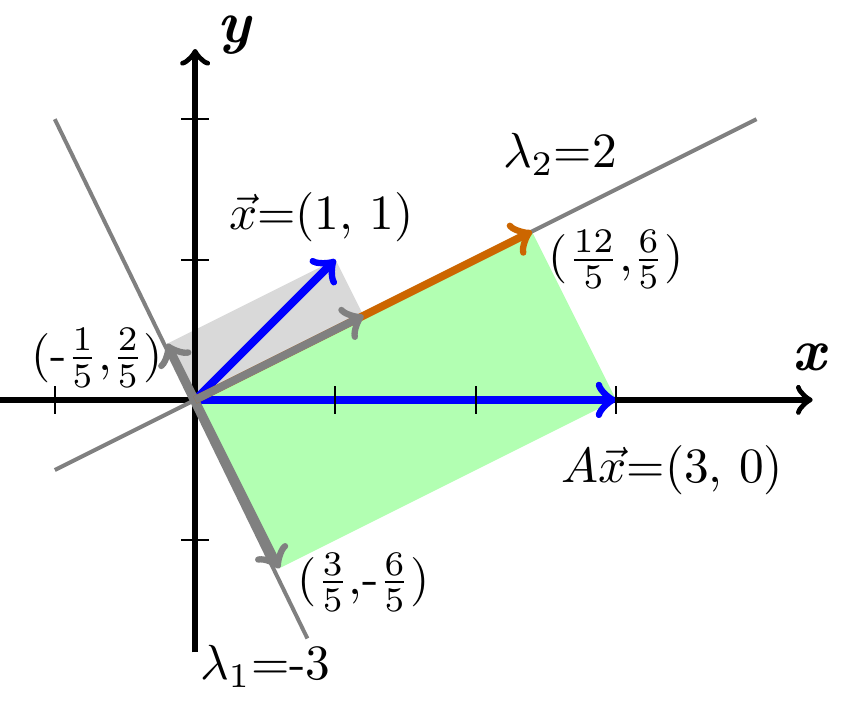 y
λ₂=2
x⃗=(1, 1)
(12/5,6/5)
(-1/5,2/5)
x
Ax⃗=(3, 0)
(3/5,-6/5)
λ₁=-3